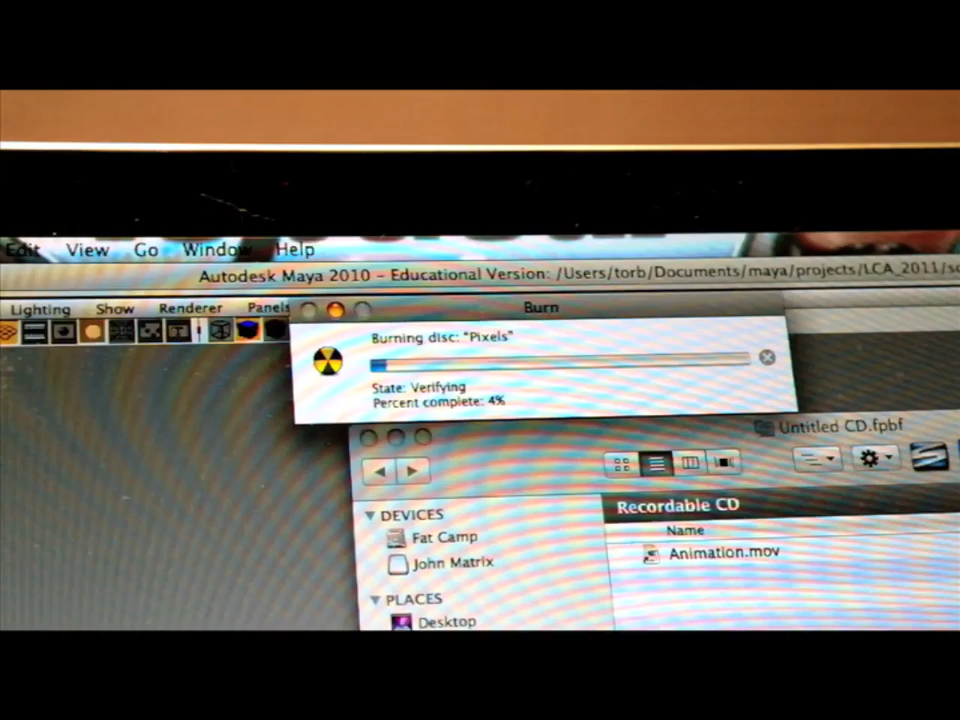 Edit View Go Window Help
Autodesk Maya 2010 - Educational Version: /Users/torb/Documents/maya/projects/LCA_2011/
Lighting Show Renderer Panels
Burn
Burning disc: "Pixels"
State: Verifying
Percent complete: 4%
Untitled CD.fpbf
DEVICES
Fat Camp
John Matrix
PLACES
Desktop
Recordable CD
Name
Animation.mov